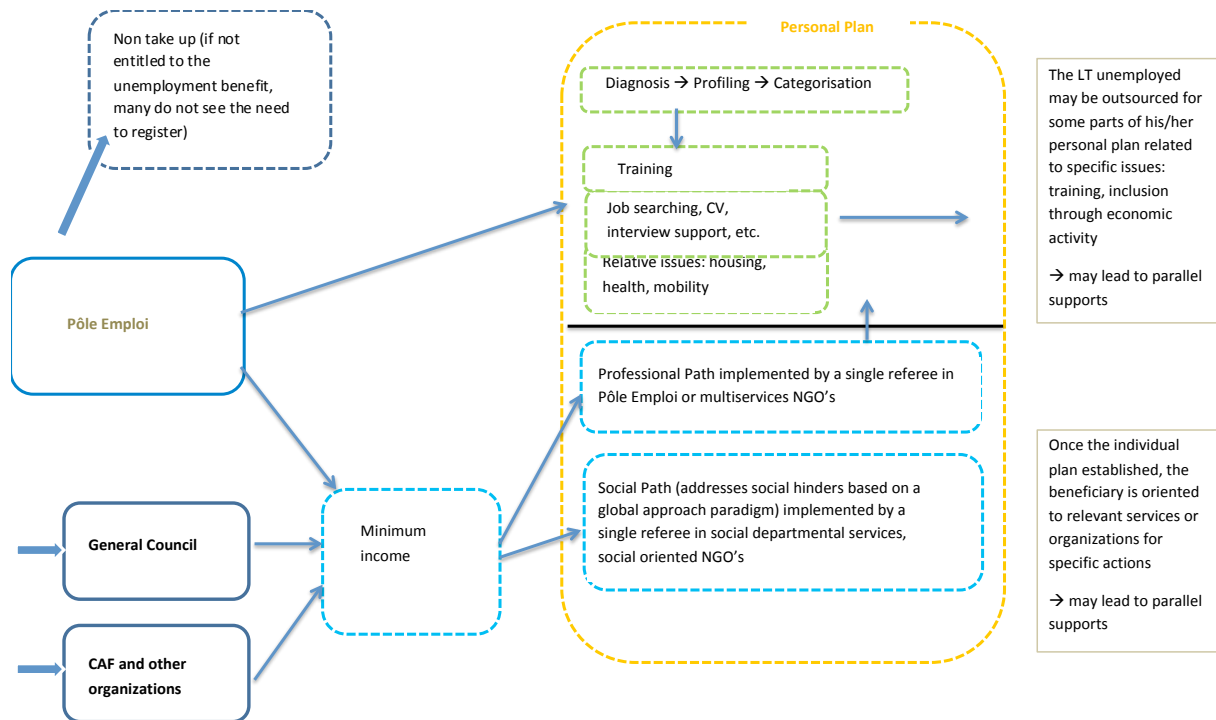 Non take up (if not
entitled to the
unemployment benefit,
many do not see the need
to register)
Pôle Emploi
General Council
CAF and other
organizations
Minimum
income
Personal Plan
Diagnosis → Profiling → Categorisation
Training
Job searching, CV,
interview support, etc.
Relative issues: housing,
health, mobility
Professional Path implemented by a single referee in
Pôle Emploi or multiservices NGO's
Social Path (addresses social hinders based on a
global approach paradigm) implemented by a
single referee in social departmental services,
social oriented NGO's
The LT unemployed
may be outsourced for
some parts of his/her
personal plan related
to specific issues:
training, inclusion
through economic
activity
→ may lead to parallel
supports
Once the individual
plan established, the
beneficiary is oriented
to relevant services or
organizations for
specific actions
→ may lead to parallel
supports